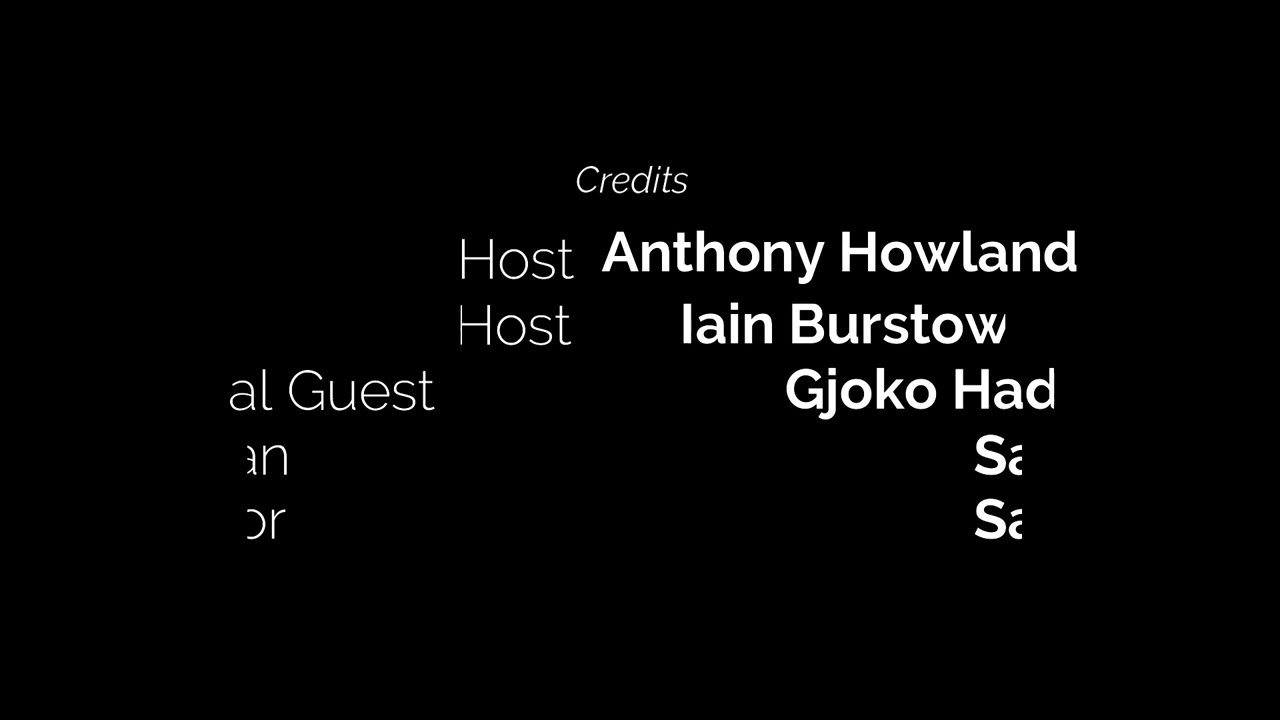 Credits
Host Anthony Howland
Host Iain Burstow
al Guest Gjoko Had
an Sa
or Sa